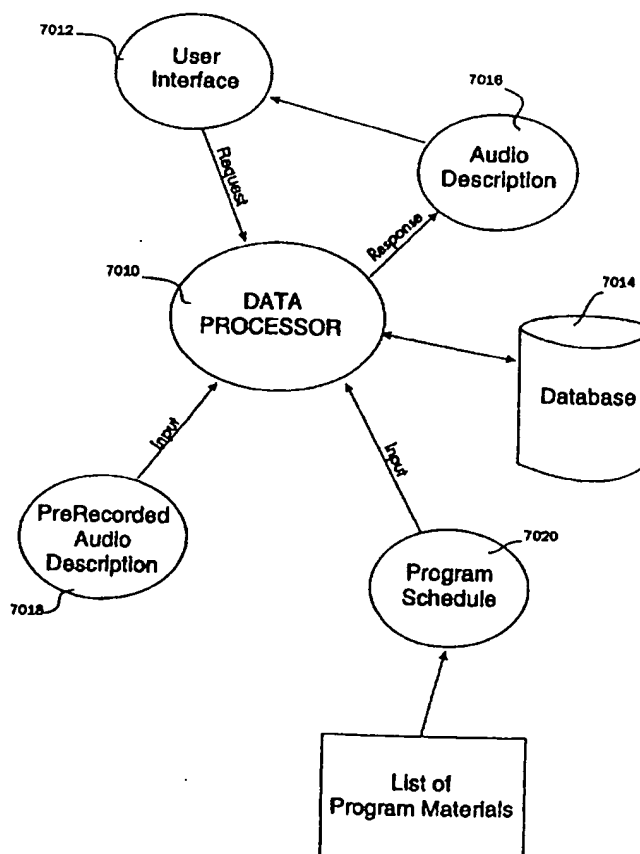 7012
User
Interface
7016
Audio
Description
Request
Response
7010
DATA
PROCESSOR
7014
Database
Input
Input
PreRecorded
Audio
Description
7018
7020
Program
Schedule
List of
Program Materials